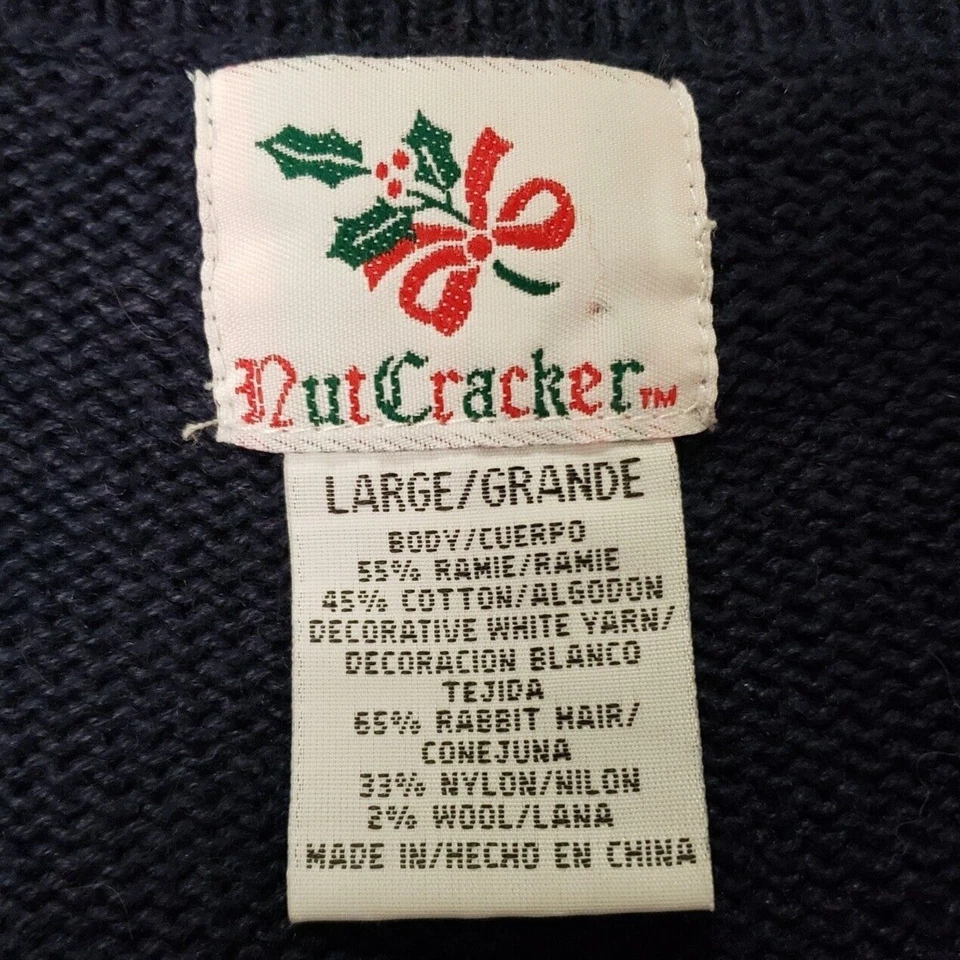 NutCracker™
LARGE/GRANDE
BODY/CUERPO
55% RAMIE/RAMIE
45% COTTON/ALGODON
DECORATIVE WHITE YARN/
DECORACION BLANCO
TEJIDA
65% RABBIT HAIR/
CONEJUNA
33% NYLON/NILON
2% WOOL/LANA
MADE IN/HECHO EN CHINA